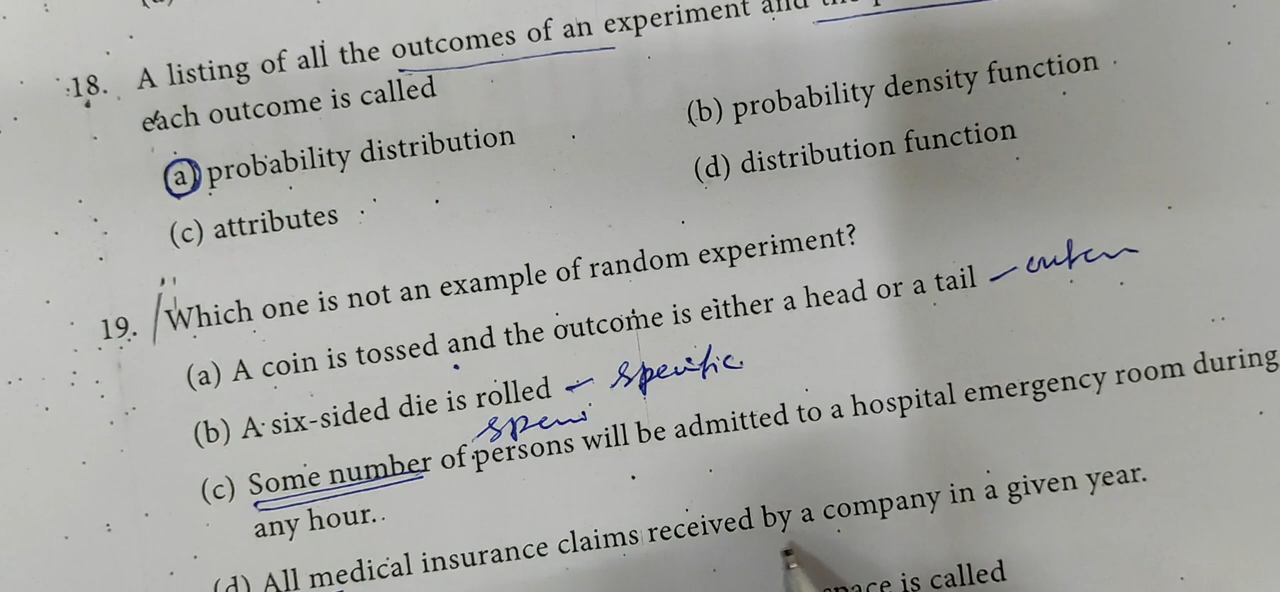 18. A listing of all the outcomes of an experiment and the
each outcome is called
(a) probability distribution (b) probability density function
(c) attributes (d) distribution function
19. Which one is not an example of random experiment?
(a) A coin is tossed and the outcome is either a head or a tail –
(b) A six-sided die is rolled – specific
(c) Some number of persons will be admitted to a hospital emergency room during
any hour.
(d) All medical insurance claims received by a company in a given year.
space is called